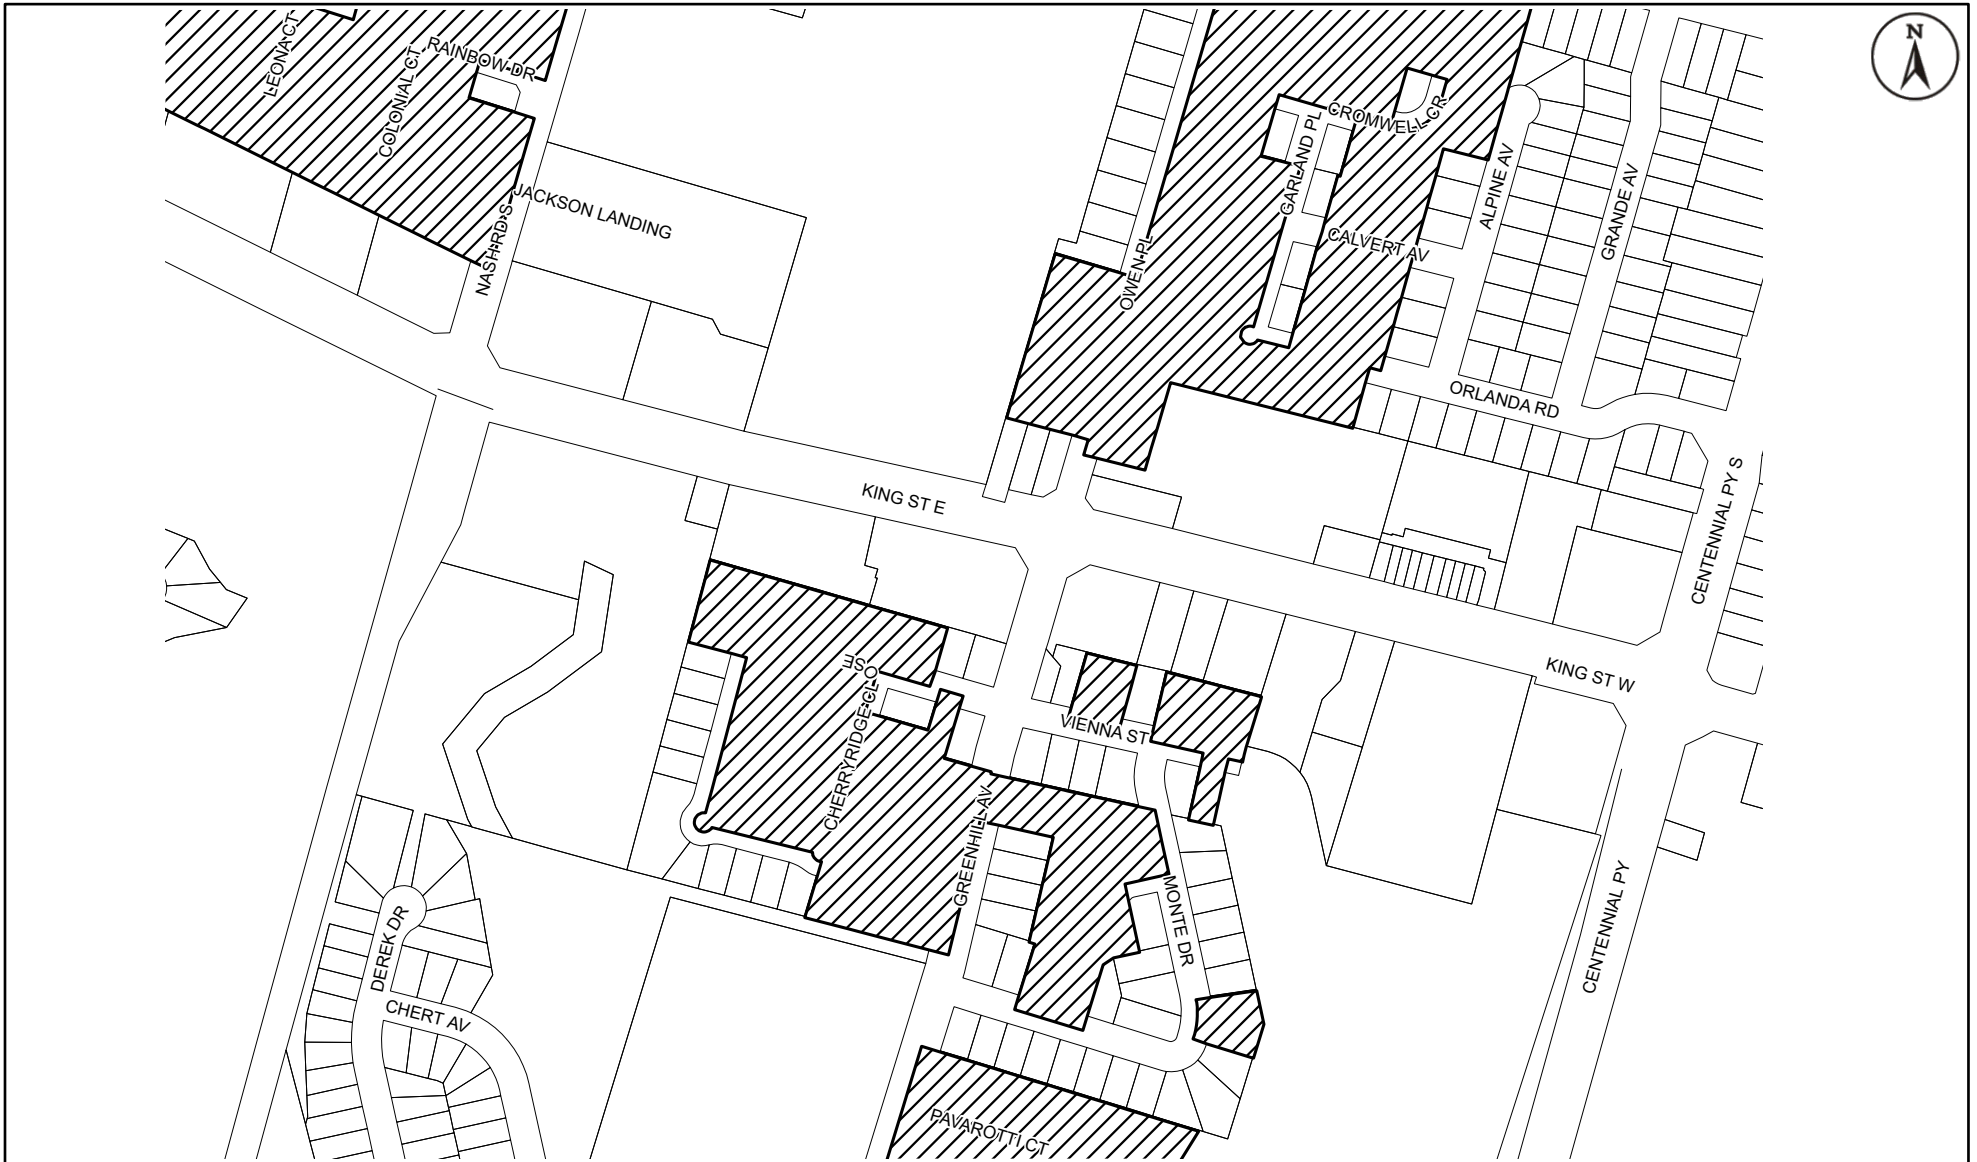 N
LEONA CT
COLONIAL CT
RAINBOW DR
NASH RD S
JACKSON LANDING
OWEN PL
GARLAND PL
CROMWELL CR
CALVERT AV
ALPINE AV
GRANDE AV
ORLANDA RD
CENTENNIAL PY S
KING ST E
KING ST W
CHERRYRIDGE CLOSE
VIENNA ST
GREENHILL AV
MONTE DR
CENTENNIAL PY
DEREK DR
CHERT AV
PAVAROTTI CT